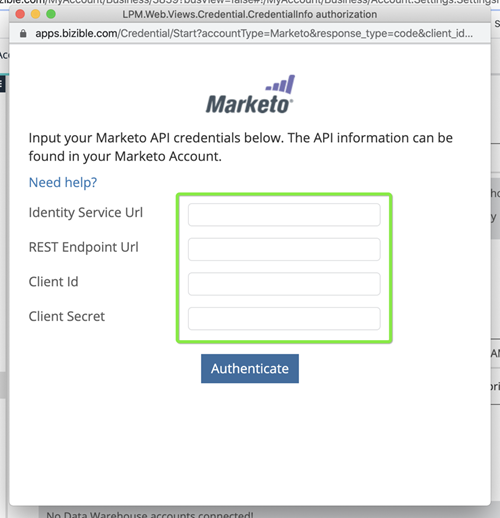 LPM.Web.Views.Credential.CredentialInfo authorization
apps.bizible.com/Credential/Start?accountType=Marketo&response_type=code&client_id...
Marketo
Input your Marketo API credentials below. The API information can be
found in your Marketo Account.
Need help?
Identity Service Url
REST Endpoint Url
Client Id
Client Secret
Authenticate
No Data Warehouse accounts connected!